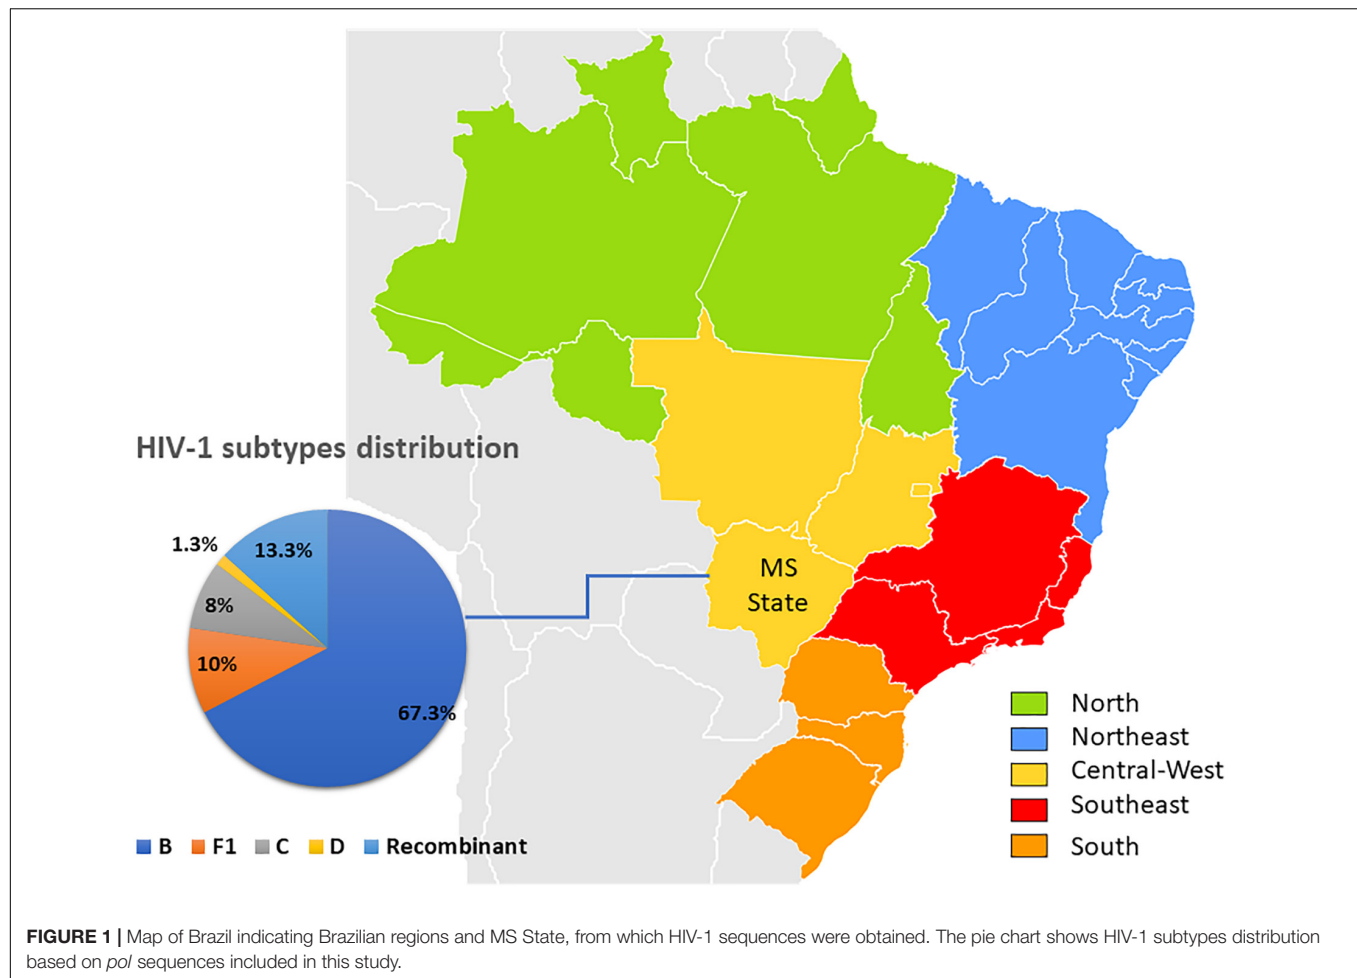 HIV-1 subtypes distribution
1.3%
13.3%
8%
10%
67.3%
B F1 C D Recombinant
MS
State
North
Northeast
Central-West
Southeast
South
FIGURE 1 | Map of Brazil indicating Brazilian regions and MS State, from which HIV-1 sequences were obtained. The pie chart shows HIV-1 subtypes distribution
based on pol sequences included in this study.